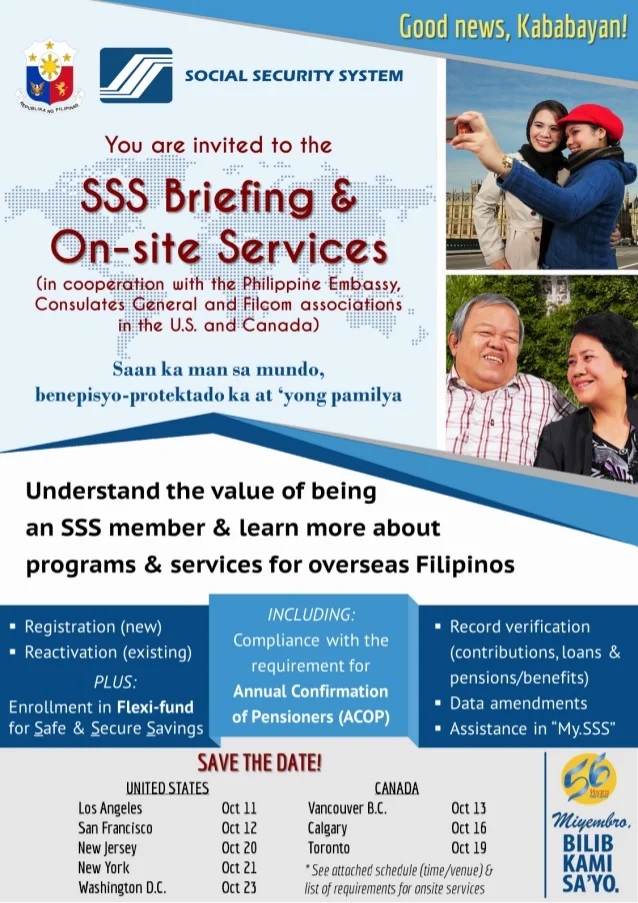 Good news, Kababayan!
REPUBLIKA NG PILIPINAS
SOCIAL SECURITY SYSTEM
You are invited to the
SSS Briefing &
On-site Services
(in cooperation with the Philippine Embassy,
Consulates General and Filcom associations
in the U.S. and Canada)
Saan ka man sa mundo,
benepisyo-protektado ka at ‘yong pamilya
Understand the value of being
an SSS member & learn more about
programs & services for overseas Filipinos
▪ Registration (new)
▪ Reactivation (existing)
PLUS:
Enrollment in Flexi-fund
for Safe & Secure Savings
INCLUDING:
Compliance with the
requirement for
Annual Confirmation
of Pensioners (ACOP)
▪ Record verification
(contributions, loans &
pensions/benefits)
▪ Data amendments
▪ Assistance in “My.SSS”
SAVE THE DATE!
UNITED STATES
Los Angeles Oct 11
San Francisco Oct 12
New Jersey Oct 20
New York Oct 21
Washington D.C. Oct 23
CANADA
Vancouver B.C. Oct 13
Calgary Oct 16
Toronto Oct 19
* See attached schedule (time/venue) &
list of requirements for onsite services
56
Miyembro,
BILIB
KAMI
SA'YO.